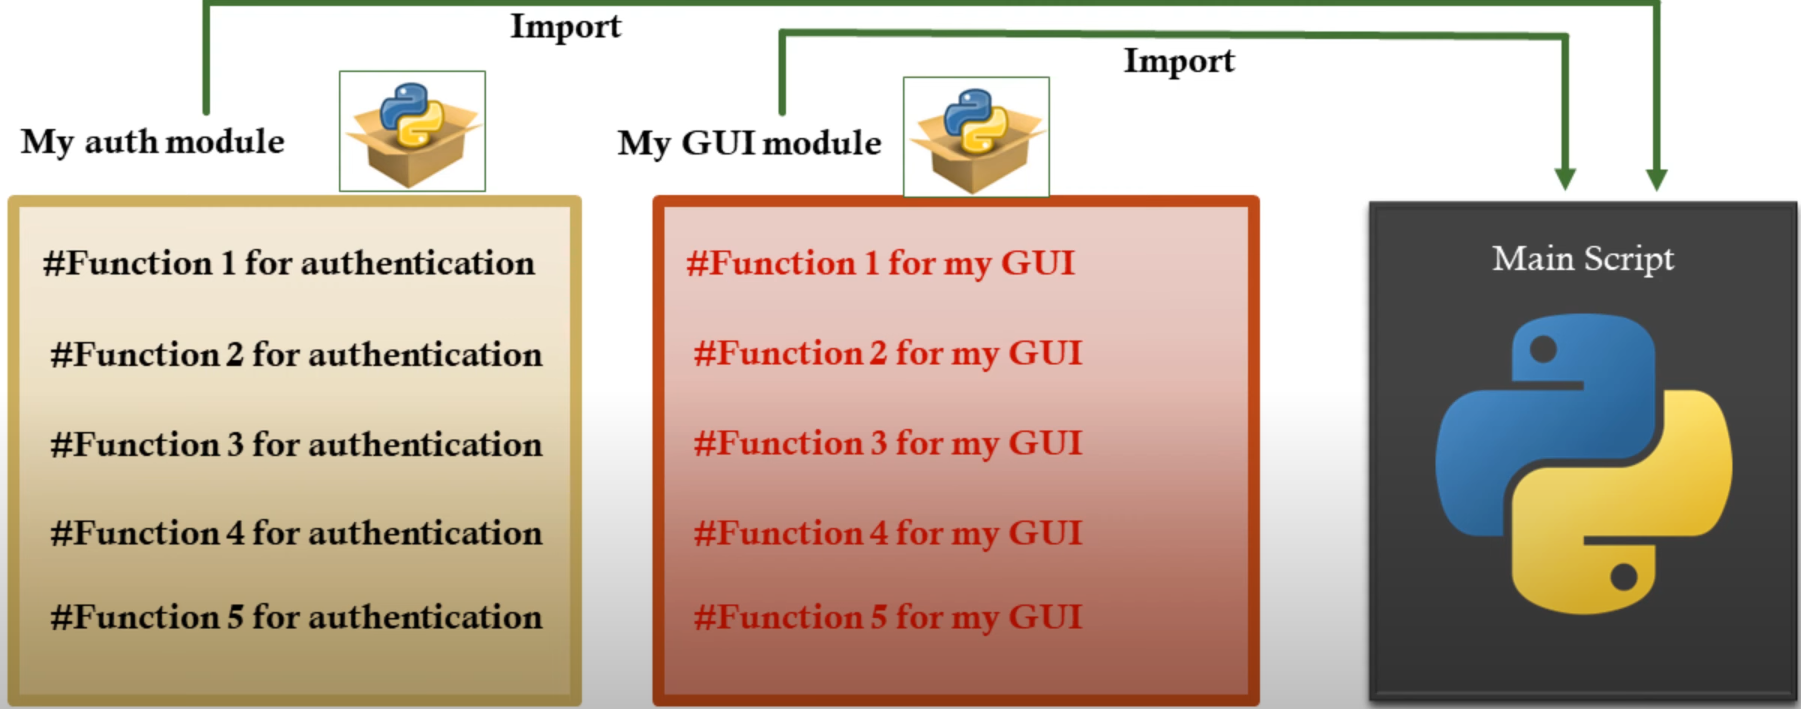 Import
Import
My auth module
My GUI module
#Function 1 for authentication
#Function 2 for authentication
#Function 3 for authentication
#Function 4 for authentication
#Function 5 for authentication
#Function 1 for my GUI
#Function 2 for my GUI
#Function 3 for my GUI
#Function 4 for my GUI
#Function 5 for my GUI
Main Script